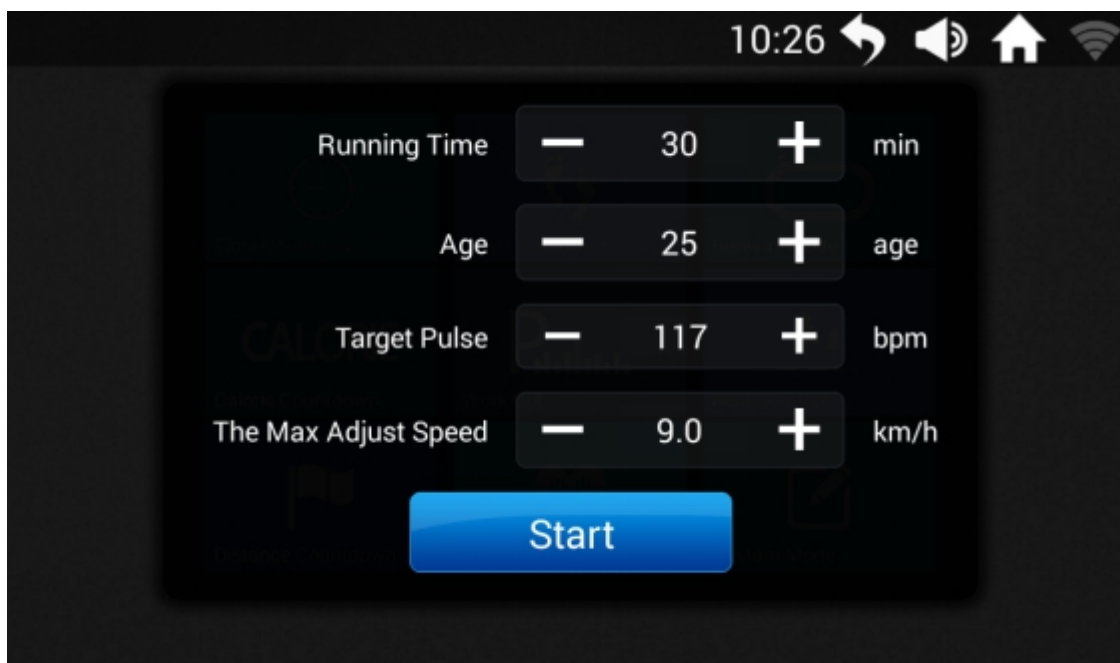 10:26
Running Time 30 min
Age 25 age
Target Pulse 117 bpm
The Max Adjust Speed 9.0 km/h
CALO
Start